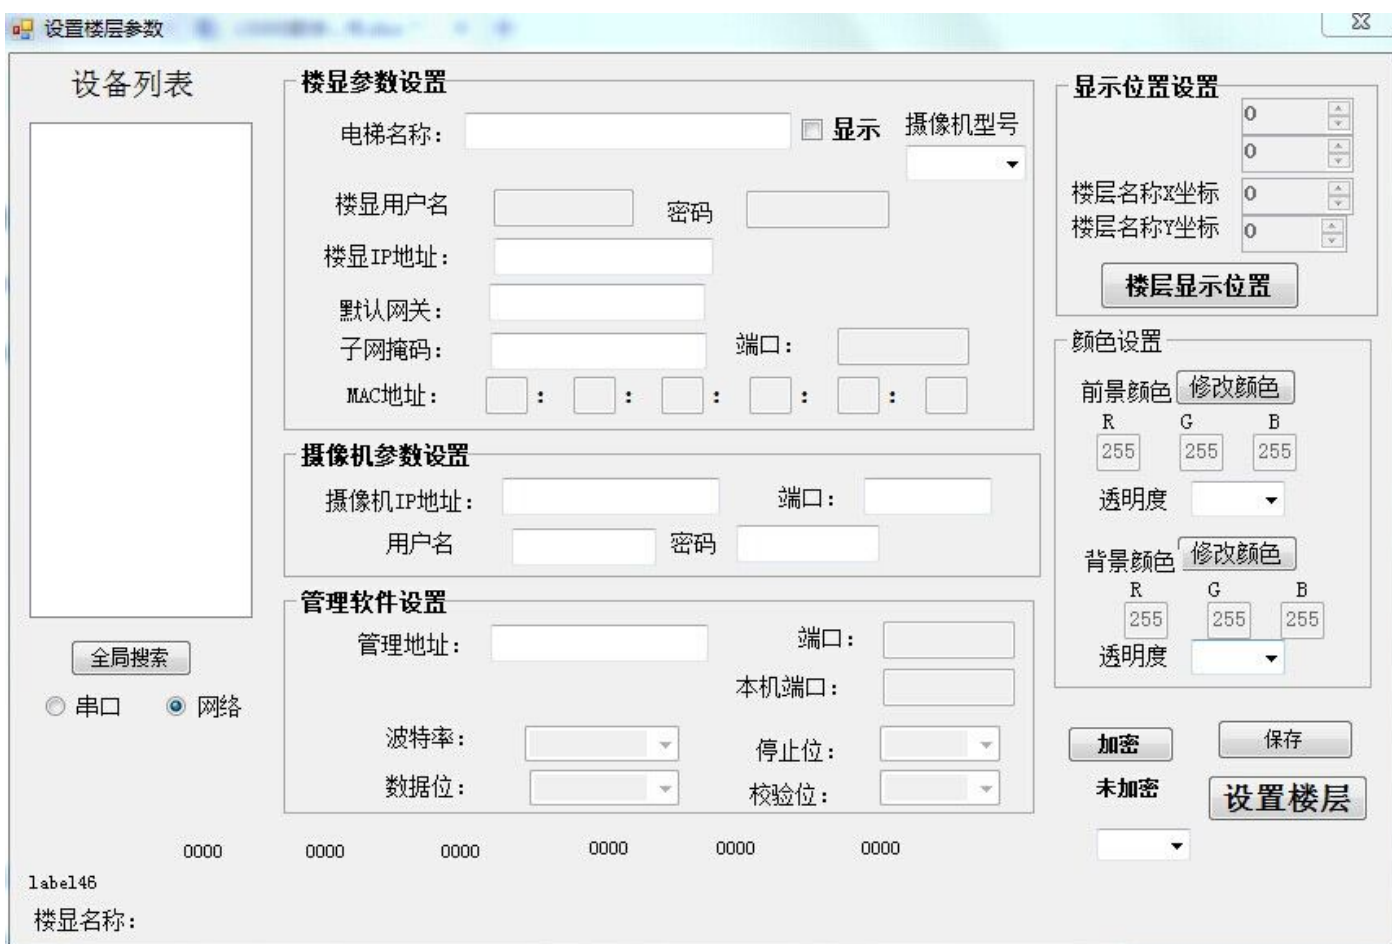 设置楼层参数
设备列表
全局搜索
串口 网络
楼显参数设置
电梯名称： 显示 摄像机型号
楼显用户名 密码
楼显IP地址：
默认网关：
子网掩码： 端口：
MAC地址： : : : : :
摄像机参数设置
摄像机IP地址： 端口：
用户名 密码
管理软件设置
管理地址： 端口：
本机端口：
波特率： 停止位：
数据位： 校验位：
显示位置设置
0
0
楼层名称X坐标 0
楼层名称Y坐标 0
楼层显示位置
颜色设置
前景颜色 修改颜色
R G B
255 255 255
透明度
背景颜色 修改颜色
R G B
255 255 255
透明度
加密 保存
未加密 设置楼层
0000 0000 0000 0000 0000 0000
label46
楼显名称：